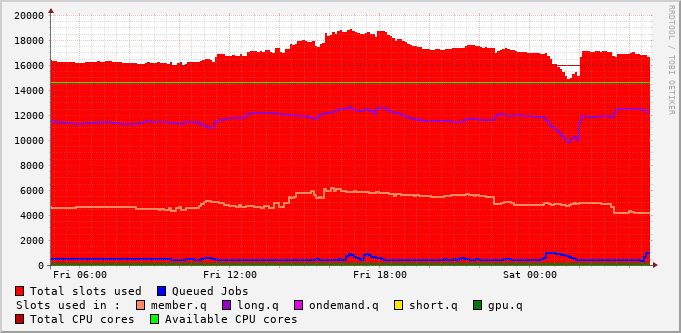 20000
18000
16000
14000
12000
10000
8000
6000
4000
2000
0
Fri 06:00 Fri 12:00 Fri 18:00 Sat 00:00
RRDTOOL / TOBI OETIKER
Total slots used Queued Jobs
Slots used in : member.q long.q ondemand.q short.q gpu.q
Total CPU cores Available CPU cores